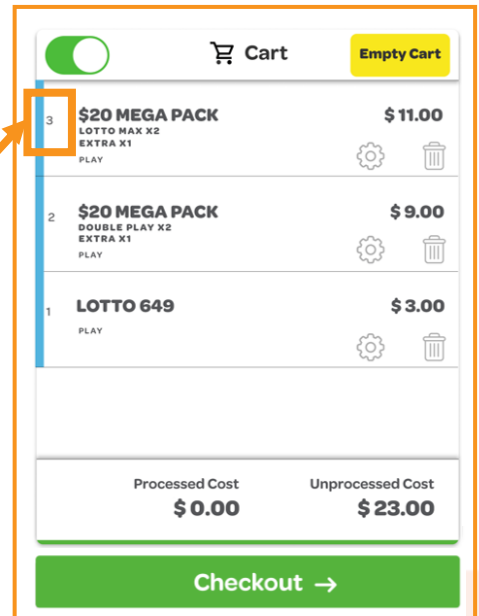 Cart
Empty Cart
3
$20 MEGA PACK
$ 11.00
LOTTO MAX X2
EXTRA X1
PLAY
2
$20 MEGA PACK
$ 9.00
DOUBLE PLAY X2
EXTRA X1
PLAY
1
LOTTO 649
$ 3.00
PLAY
Processed Cost
Unprocessed Cost
$ 0.00
$ 23.00
Checkout →